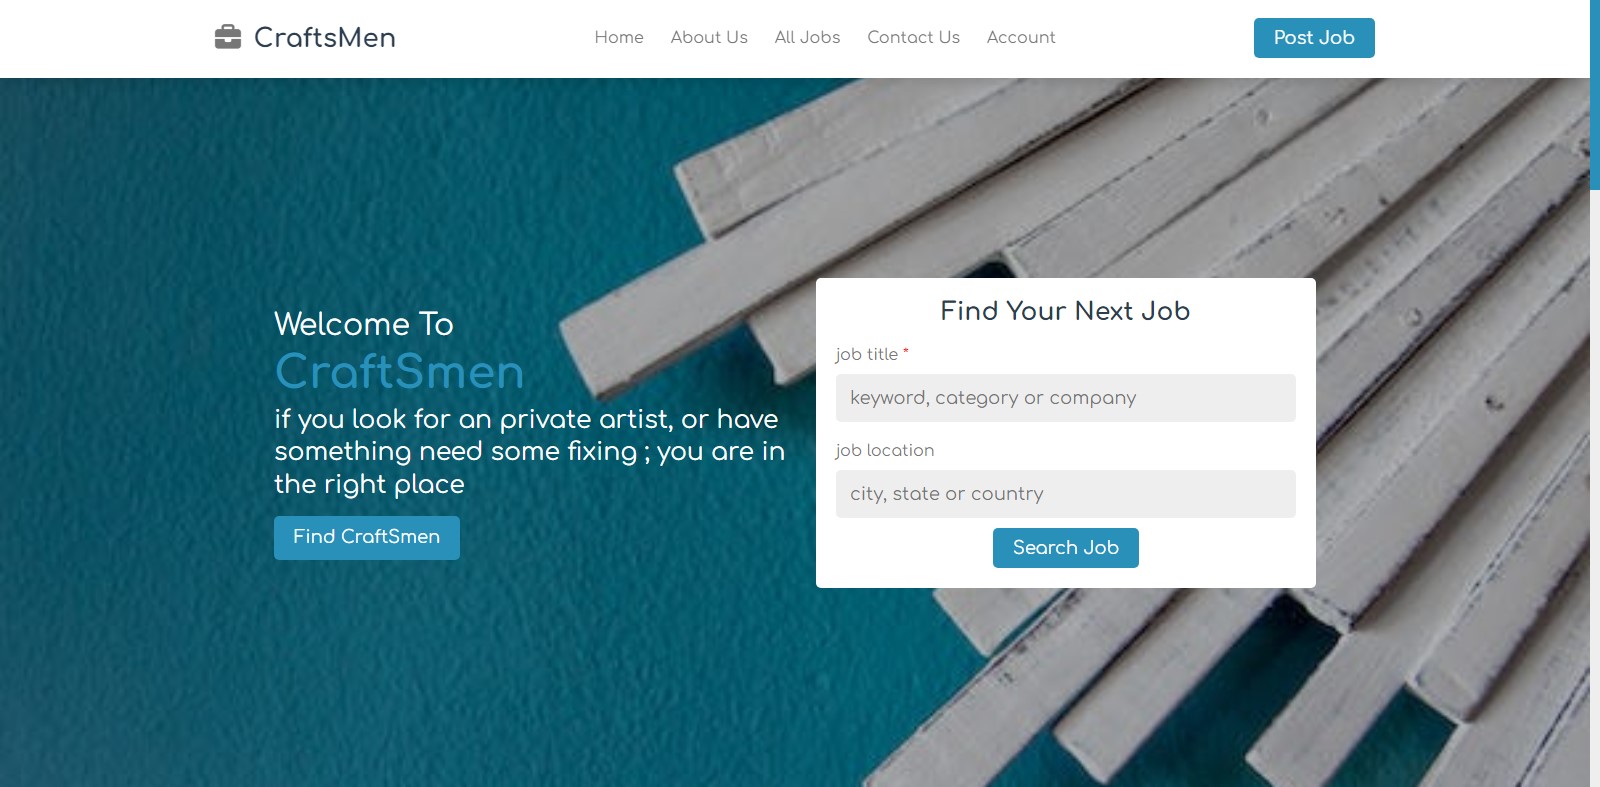 CraftsMen
Home
About Us
All Jobs
Contact Us
Account
Post Job
Welcome To
CraftSmen
if you look for an private artist, or have
something need some fixing ; you are in
the right place
Find CraftSmen
Find Your Next Job
job title *
keyword, category or company
job location
city, state or country
Search Job